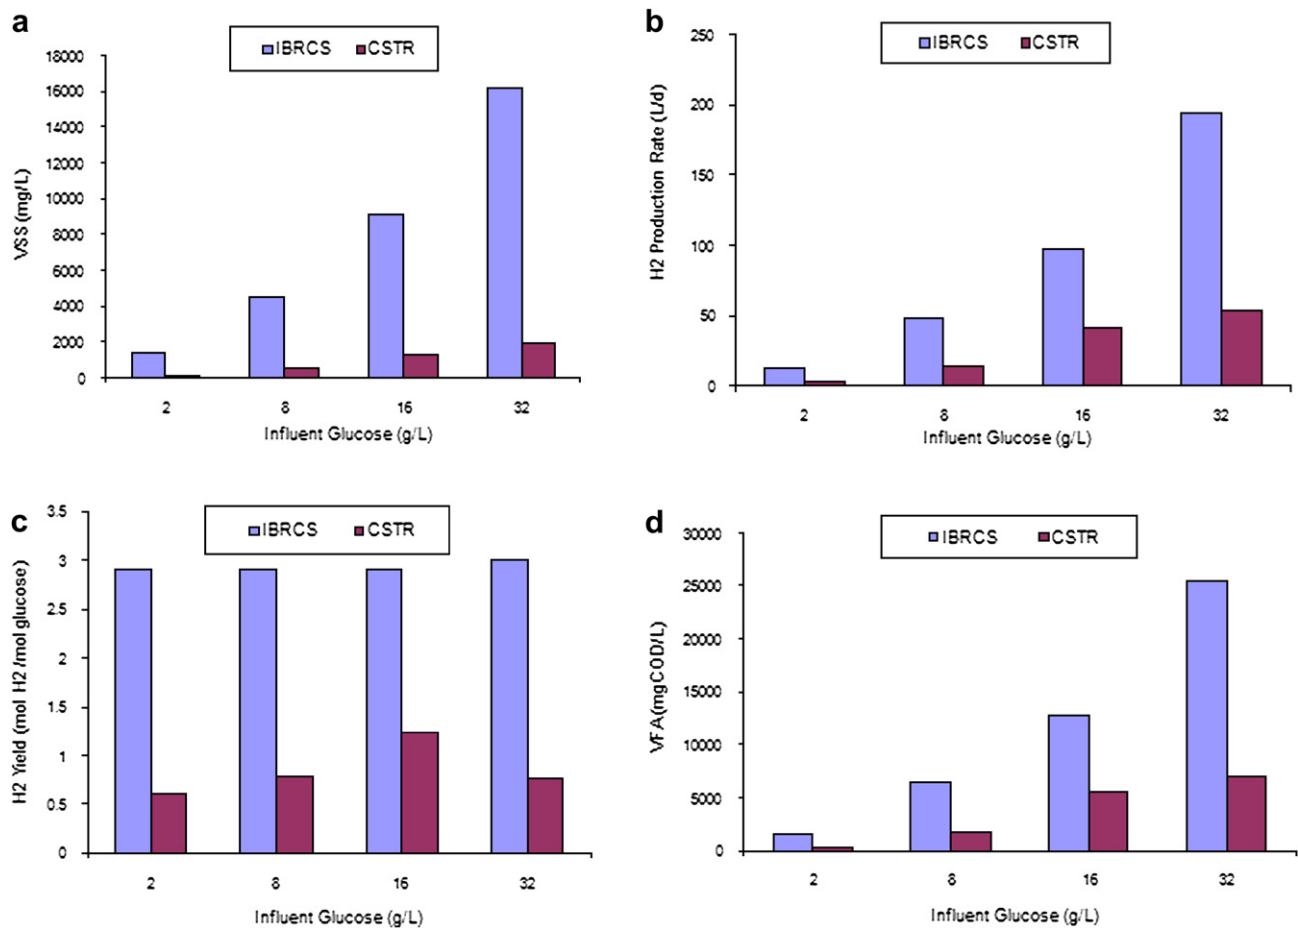 a
IBRCS CSTR
18000
16000
14000
12000
10000
8000
6000
4000
2000
0
VSS (mg/L)
2 8 16 32
Influent Glucose (g/L)
b
IBRCS CSTR
250
200
150
100
50
0
H2 Production Rate (L/d)
2 8 16 32
Influent Glucose (g/L)
c
IBRCS CSTR
3.5
3
2.5
2
1.5
1
0.5
0
H2 Yield (mol H2 /mol glucose)
2 8 16 32
Influent Glucose (g/L)
d
IBRCS CSTR
30000
25000
20000
15000
10000
5000
0
VFA(mgCOD/L)
2 8 16 32
Influent Glucose (g/L)